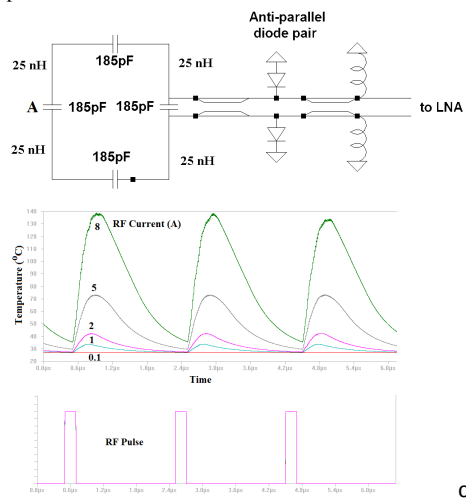 Anti-parallel
diode pair
25 nH 185pF 25 nH
A 185pF 185pF
to LNA
25 nH 185pF 25 nH
Temperature (°C)
140
130
120
110
100
90
80
70
60
50
40
30
20
RF Current (A)
8
5
2
1
0.1
0.0µs 0.6µs 1.2µs 1.8µs 2.4µs 3.0µs 3.6µs 4.2µs 4.8µs 5.4µs 6.0µs
Time
RF Pulse
0.0µs 0.6µs 1.2µs 1.8µs 2.4µs 3.0µs 3.6µs 4.2µs 4.8µs 5.4µs 6.0µs